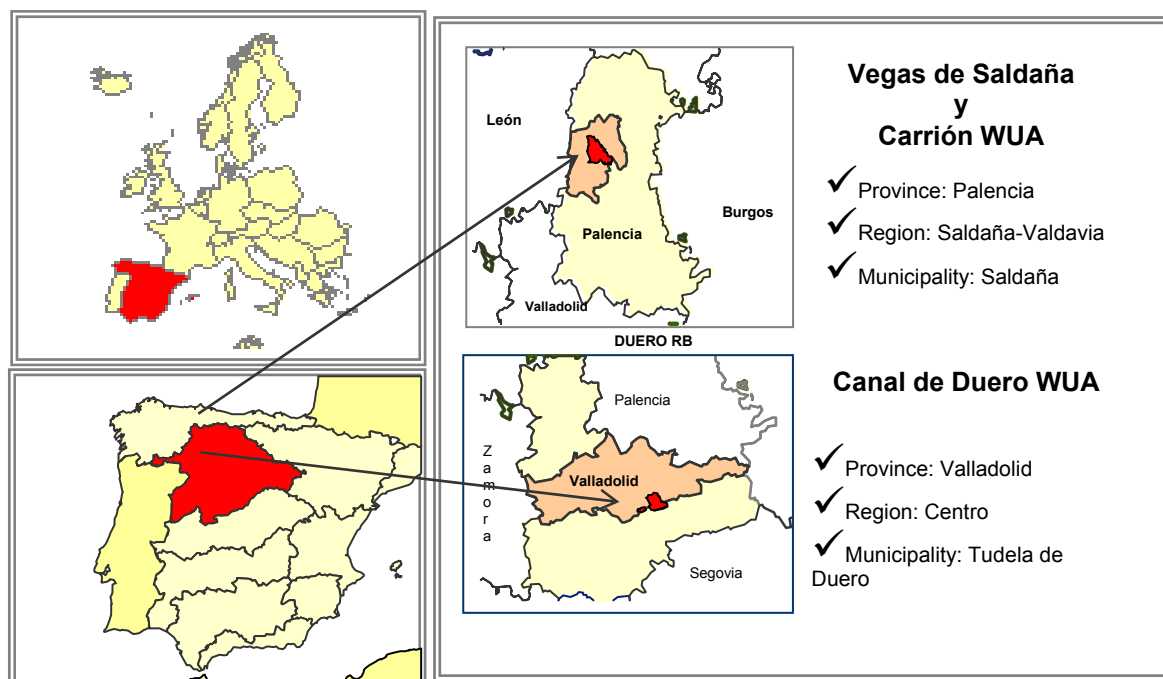 León
Burgos
Palencia
Valladolid
Vegas de Saldaña
y
Carrión WUA
✓ Province: Palencia
✓ Region: Saldaña-Valdavia
✓ Municipality: Saldaña
DUERO RB
Palencia
Zamora
Valladolid
Segovia
Canal de Duero WUA
✓ Province: Valladolid
✓ Region: Centro
✓ Municipality: Tudela de
Duero